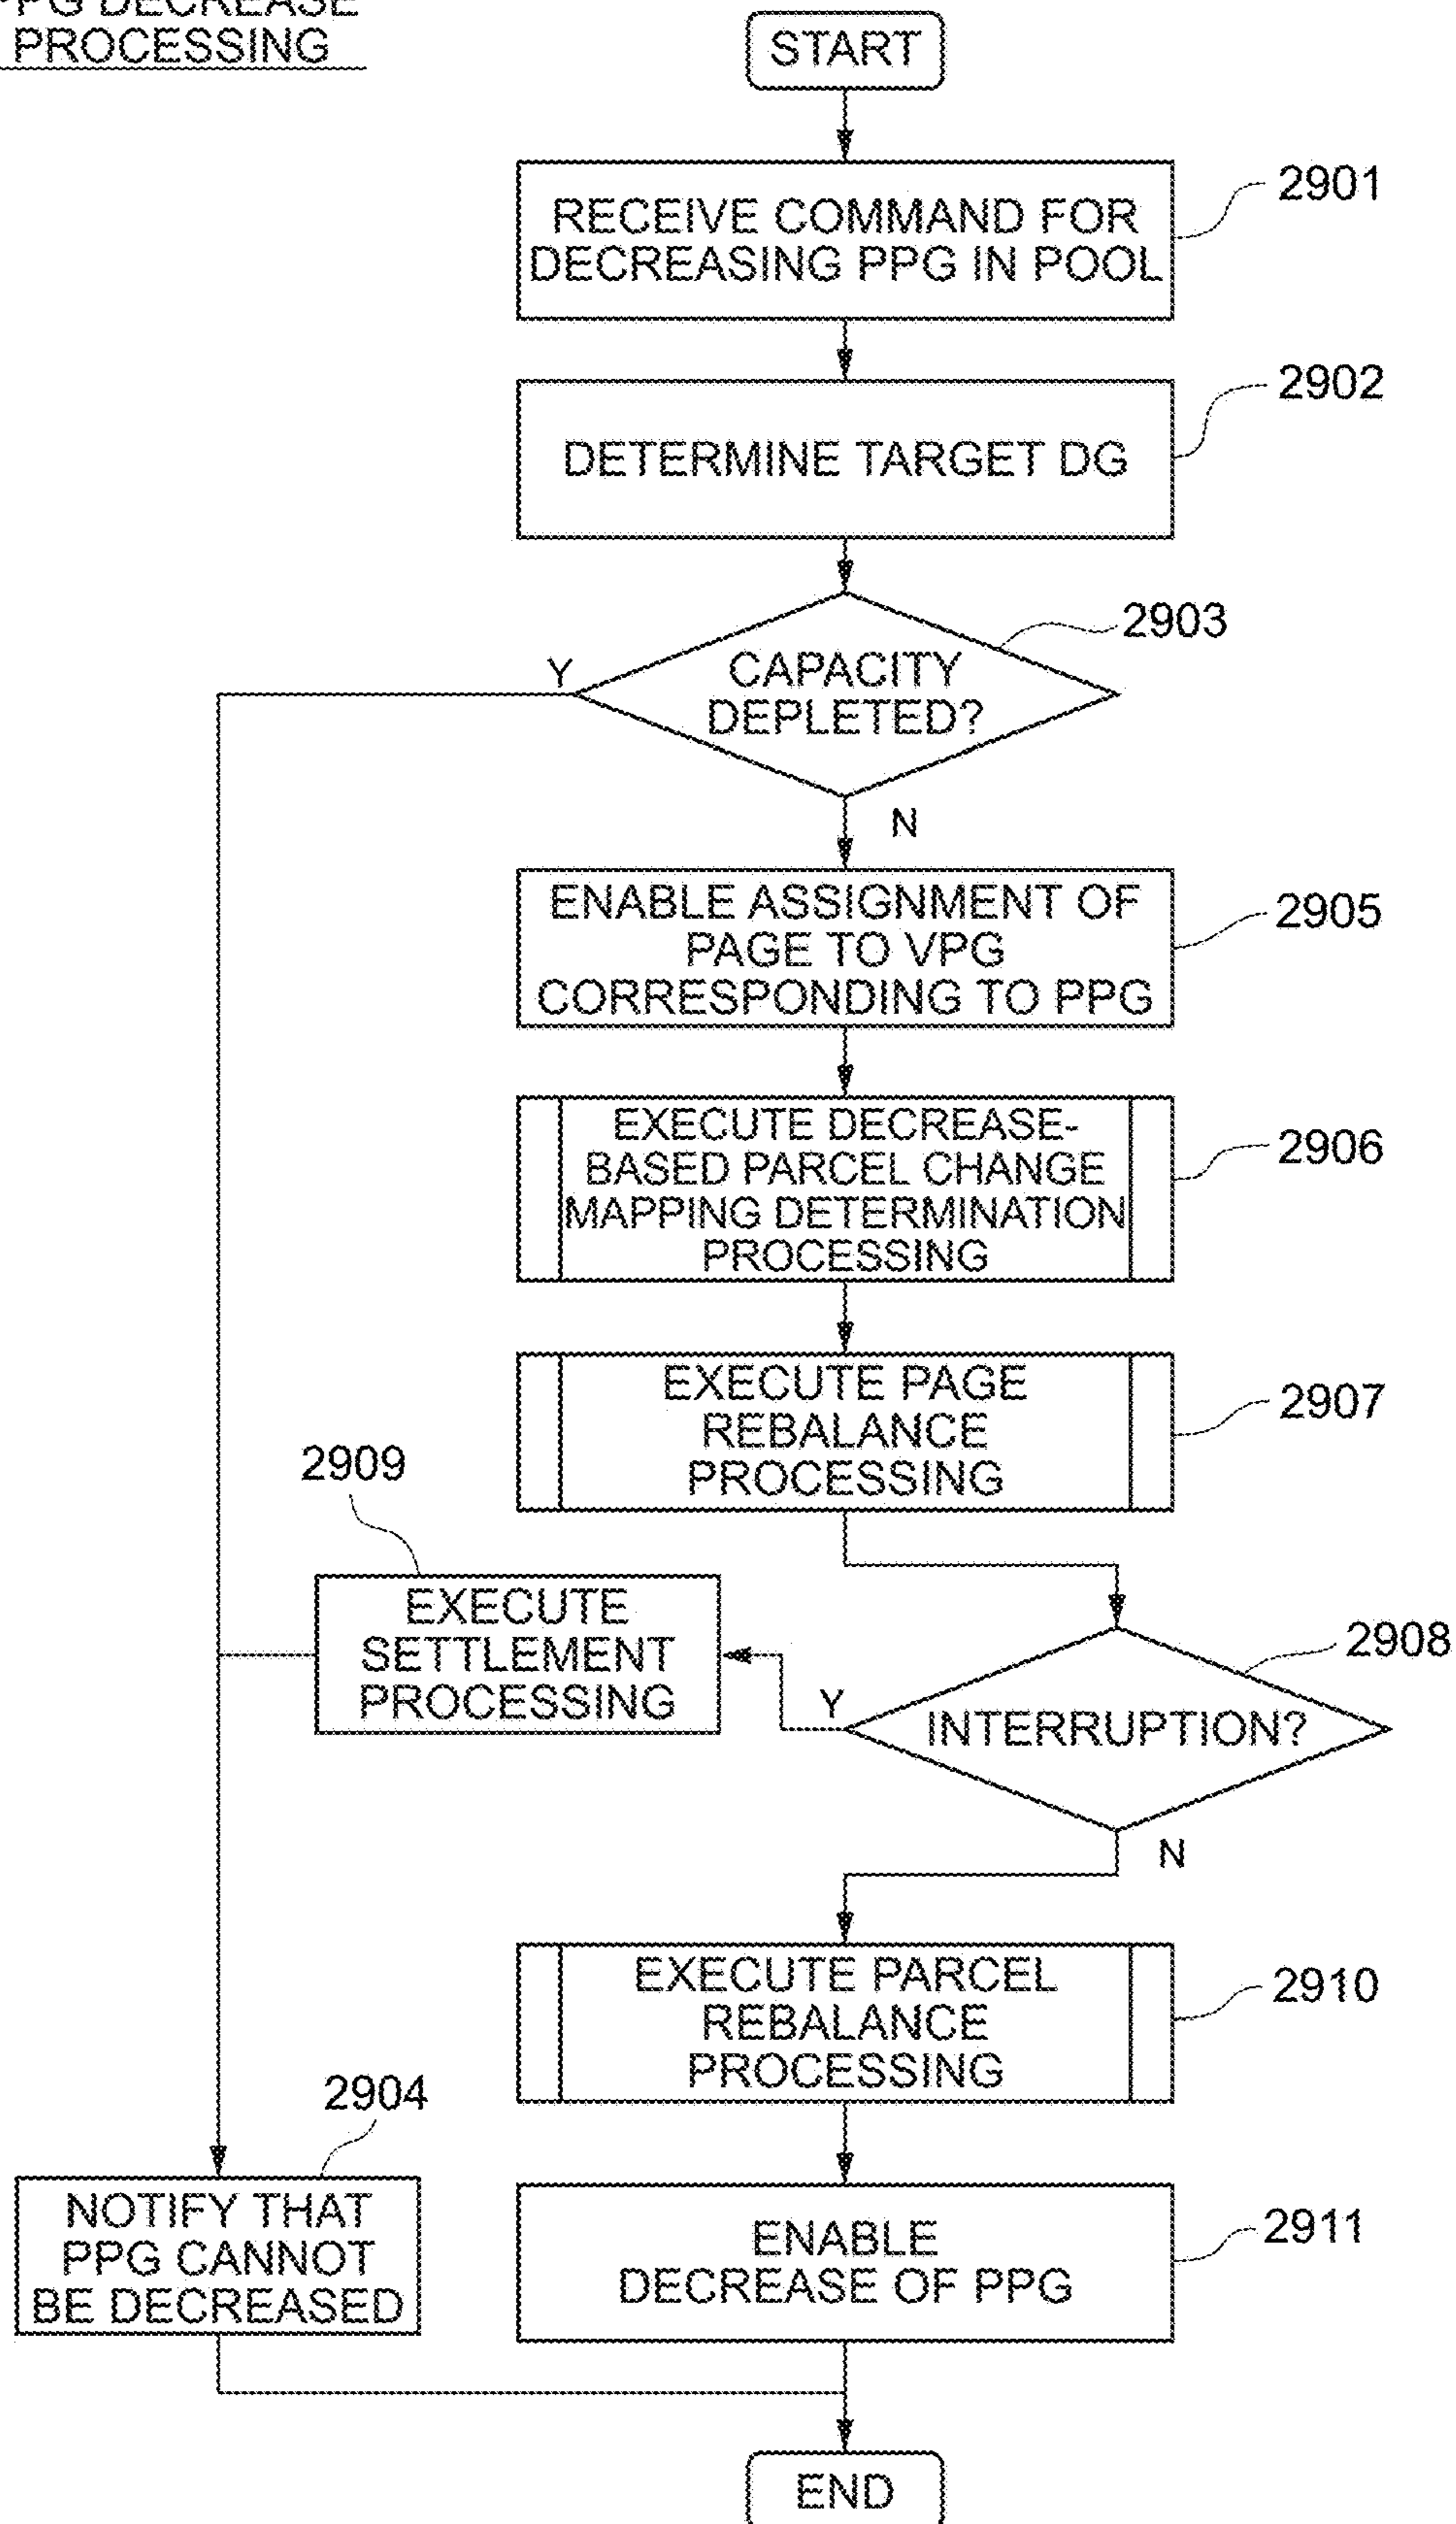 PPG DECREASE
PROCESSING
START
RECEIVE COMMAND FOR
DECREASING PPG IN POOL
2901
DETERMINE TARGET DG
2902
CAPACITY
DEPLETED?
2903
Y
N
ENABLE ASSIGNMENT OF
PAGE TO VPG
CORRESPONDING TO PPG
2905
EXECUTE DECREASE-
BASED PARCEL CHANGE
MAPPING DETERMINATION
PROCESSING
2906
EXECUTE PAGE
REBALANCE
PROCESSING
2907
2909
EXECUTE
SETTLEMENT
PROCESSING
2908
INTERRUPTION?
Y
N
EXECUTE PARCEL
REBALANCE
PROCESSING
2910
2904
NOTIFY THAT
PPG CANNOT
BE DECREASED
ENABLE
DECREASE OF PPG
2911
END